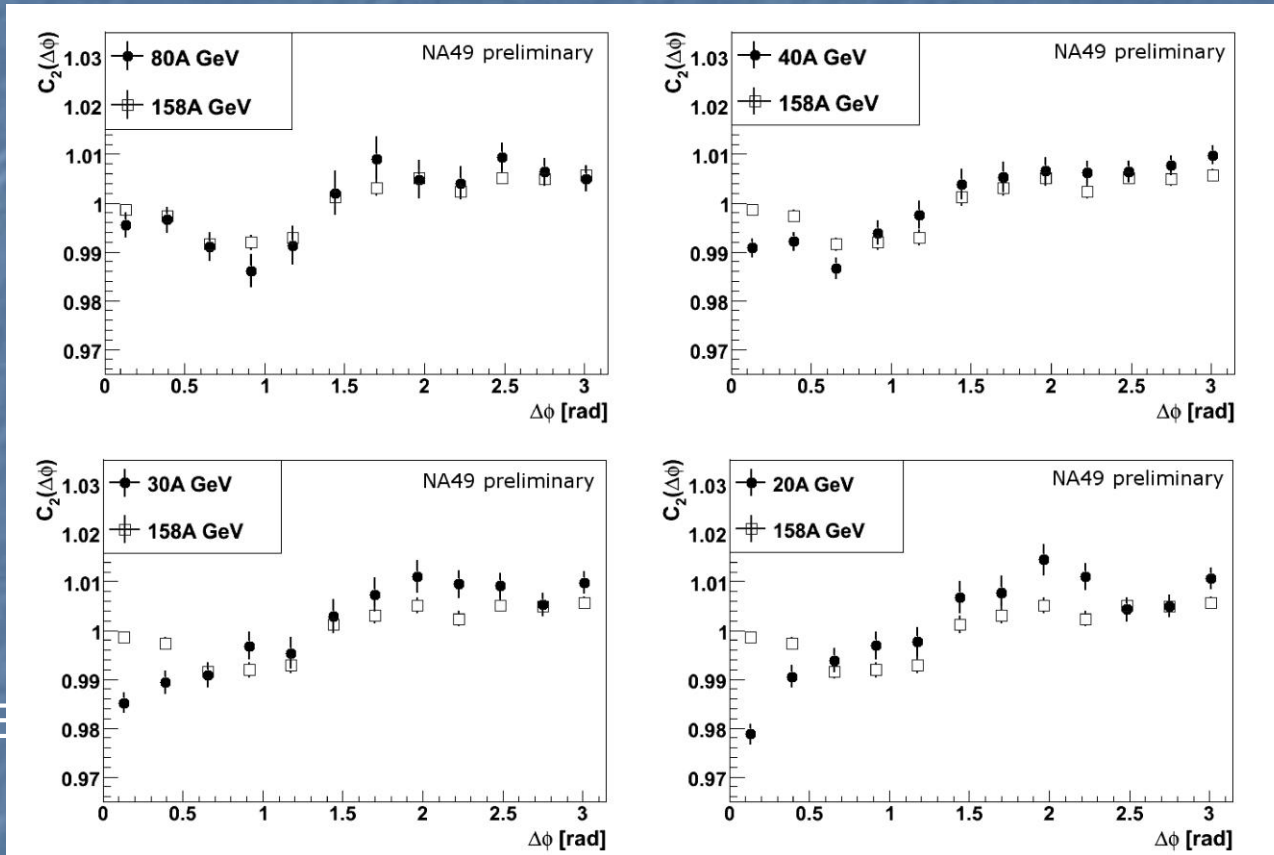 C₂(Δϕ)
1.03
1.02
1.01
1
0.99
0.98
0.97
80A GeV
158A GeV
NA49 preliminary
0 0.5 1 1.5 2 2.5 3
Δϕ [rad]
C₂(Δϕ)
1.03
1.02
1.01
1
0.99
0.98
0.97
40A GeV
158A GeV
NA49 preliminary
0 0.5 1 1.5 2 2.5 3
Δϕ [rad]
C₂(Δϕ)
1.03
1.02
1.01
1
0.99
0.98
0.97
30A GeV
158A GeV
NA49 preliminary
0 0.5 1 1.5 2 2.5 3
Δϕ [rad]
C₂(Δϕ)
1.03
1.02
1.01
1
0.99
0.98
0.97
20A GeV
158A GeV
NA49 preliminary
0 0.5 1 1.5 2 2.5 3
Δϕ [rad]